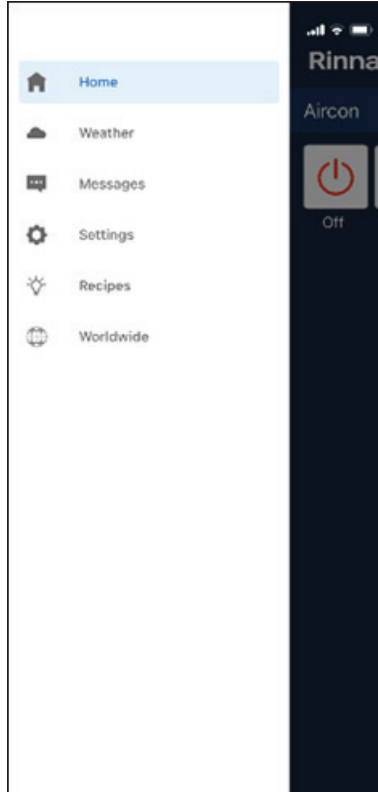 Home
Weather
Messages
Settings
Recipes
Worldwide
Rinna
Aircon
Off